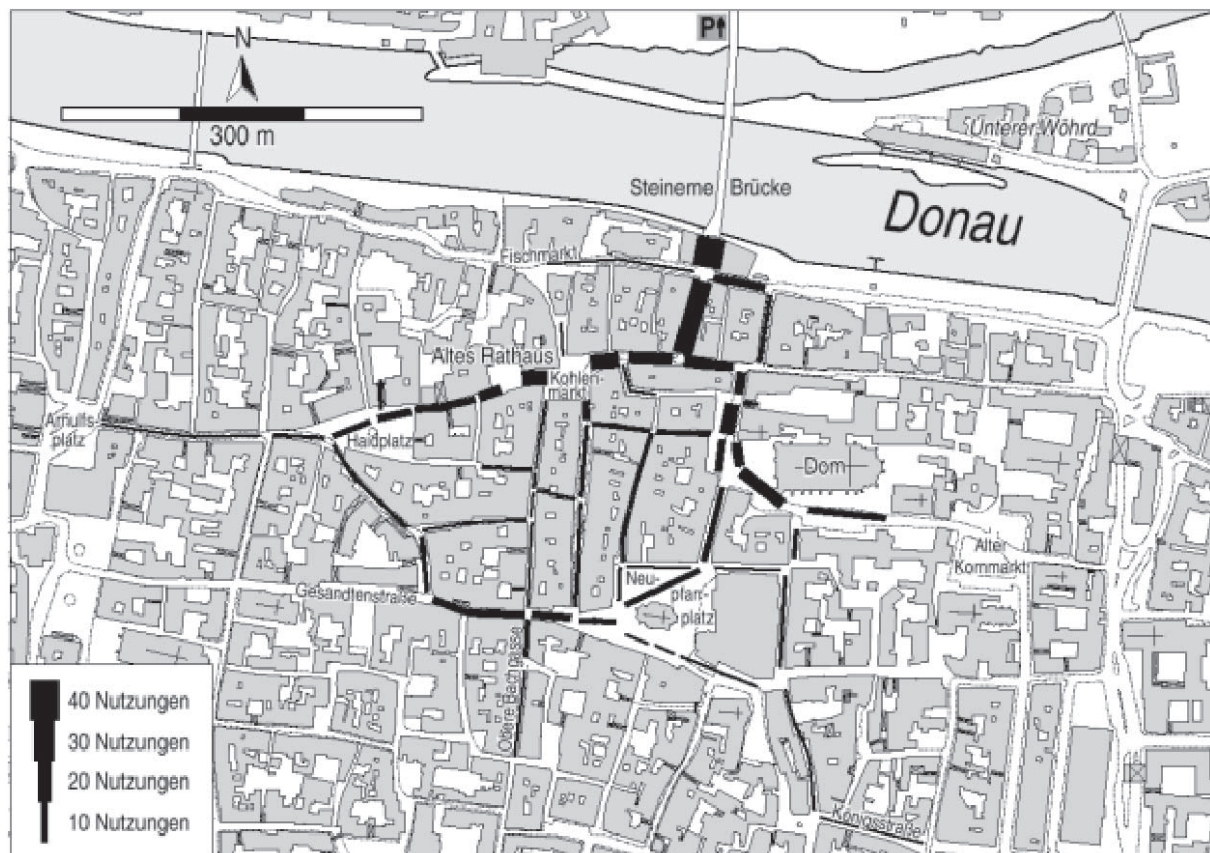 P
N
300 m
Unterer Wöhrd
Steinerne Brücke
Donau
Fischmarkt
Altes Rathaus
Kohlen-
markt
Arnulfs-
platz
Haidplatz
Dom
Alter
Kornmarkt
Neu-
pfarr-
platz
Gesandtenstraße
Obere Bachgasse
Königsstraße
40 Nutzungen
30 Nutzungen
20 Nutzungen
10 Nutzungen